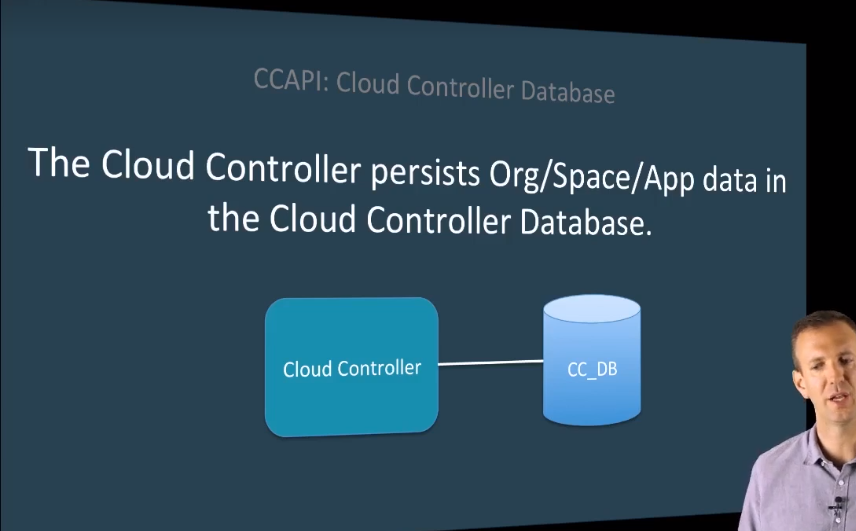 CCAPI: Cloud Controller Database
The Cloud Controller persists Org/Space/App data in
the Cloud Controller Database.
Cloud Controller
CC_DB